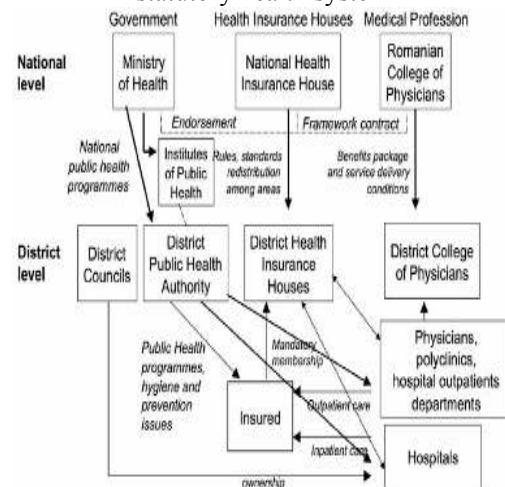 statutory health system
Government
Health Insurance Houses
Medical Profession
National
level
Ministry
of Health
National Health
Insurance House
Romanian
College of
Physicians
Endorsement
Framework contract
National
public health
programmes
Institutes
of Public
Health
Rules, standards
redistribution
among areas
Benefits package
and service delivery
conditions
District
level
District
Councils
District
Public Health
Authority
District Health
Insurance
Houses
District College
of Physicians
Public Health
programmes,
hygiene and
prevention
issues
Mandatory
membership
Physicians,
polyclinics,
hospital outpatients
departments
Insured
Outpatient care
Inpatient care
Hospitals
ownership